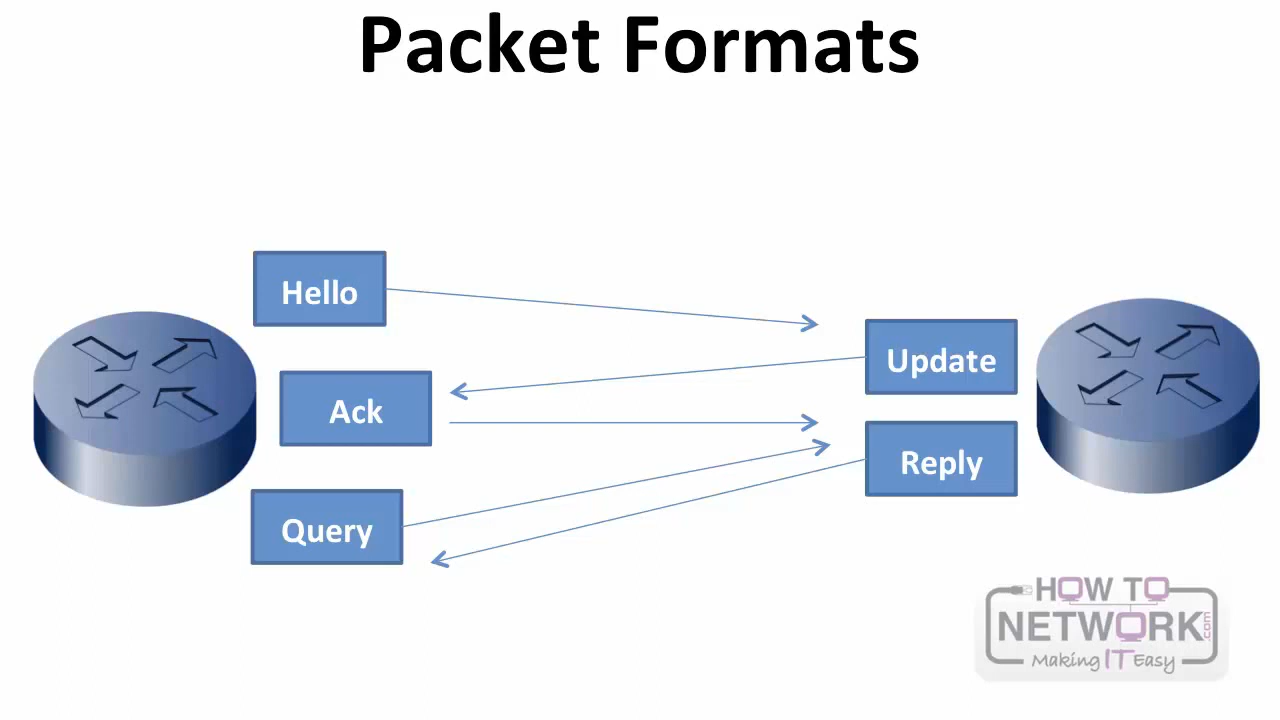 Packet Formats
Hello
Update
Ack
Reply
Query
HOW TO
NETWORK.com
Making IT Easy